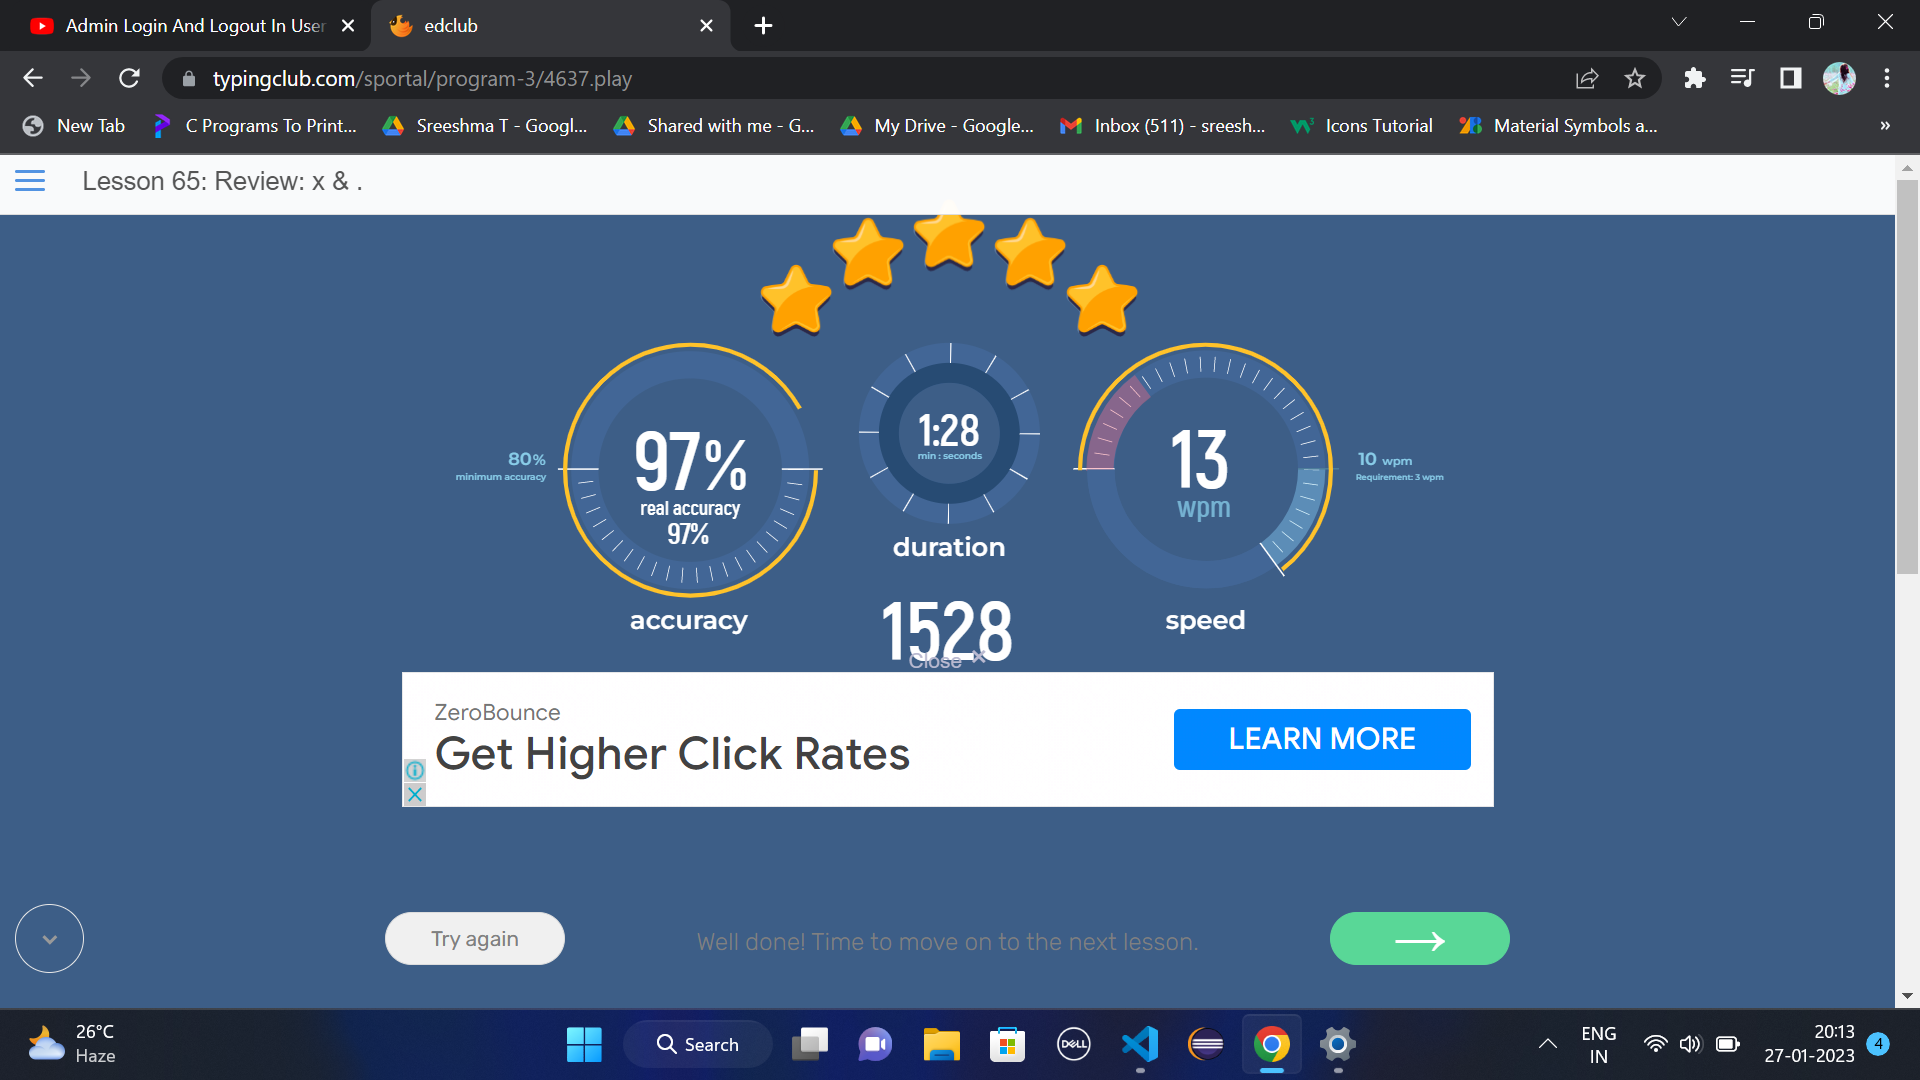 Admin Login And Logout In User
edclub
typingclub.com/sportal/program-3/4637.play
New Tab
C Programs To Print...
Sreeshma T - Googl...
Shared with me - G...
My Drive - Google...
Inbox (511) - sreesh...
Icons Tutorial
Material Symbols a...
»
Lesson 65: Review: x & .
80%
minimum accuracy
97%
real accuracy
97%
accuracy
1:28
min : seconds
duration
13
wpm
speed
10 wpm
Requirement: 3 wpm
1528
Close ✕
ZeroBounce
Get Higher Click Rates
LEARN MORE
Try again
Well done! Time to move on to the next lesson.
26°C
Haze
Search
DELL
ENG
IN
20:13
27-01-2023
4